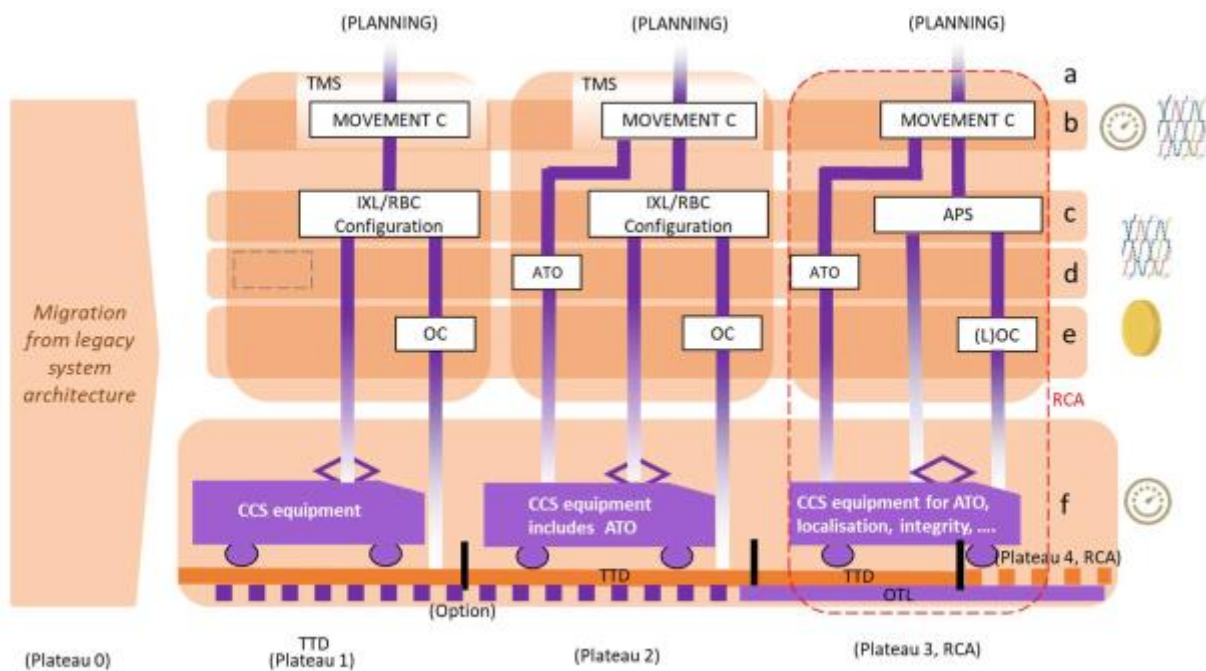 (PLANNING)
(PLANNING)
(PLANNING)
TMS
TMS
a
MOVEMENT C
MOVEMENT C
MOVEMENT C
b
IXL/RBC
Configuration
IXL/RBC
Configuration
APS
c
ATO
ATO
d
Migration
from legacy
system
architecture
OC
OC
(L)OC
e
RCA
CCS equipment
CCS equipment
includes ATO
CCS equipment for ATO,
localisation, integrity, ....
f
(Plateau 4, RCA)
TTD
TTD
OTL
(Option)
(Plateau 0)
TTD
(Plateau 1)
(Plateau 2)
(Plateau 3, RCA)